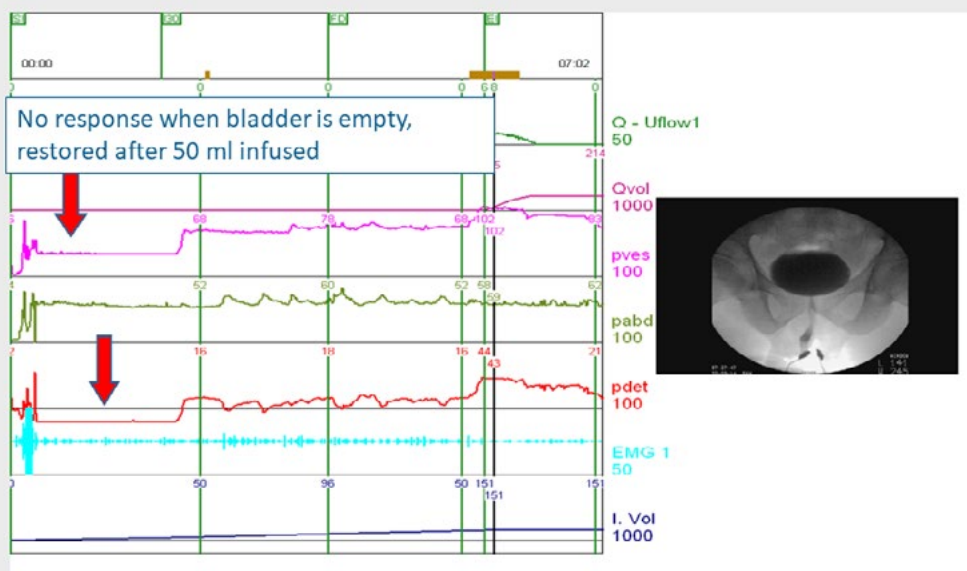 00:00 07:02
0 0 0 6 8 0
No response when bladder is empty,
restored after 50 ml infused
Q - Uflow1
50
214
Qvol
1000
68 78 68 102 83
102
pves
100
52 60 52 58 62
59
pabd
100
16 18 16 44 21
43
pdet
100
EMG 1
50
50 96 50 151 151
151
I. Vol
1000